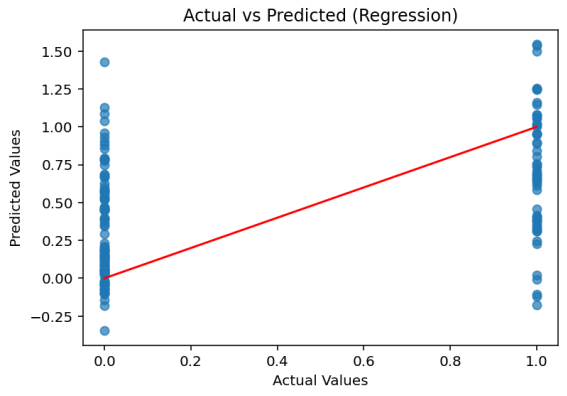 Actual vs Predicted (Regression)
1.50
1.25
1.00
0.75
0.50
0.25
0.00
−0.25
Predicted Values
0.0 0.2 0.4 0.6 0.8 1.0
Actual Values